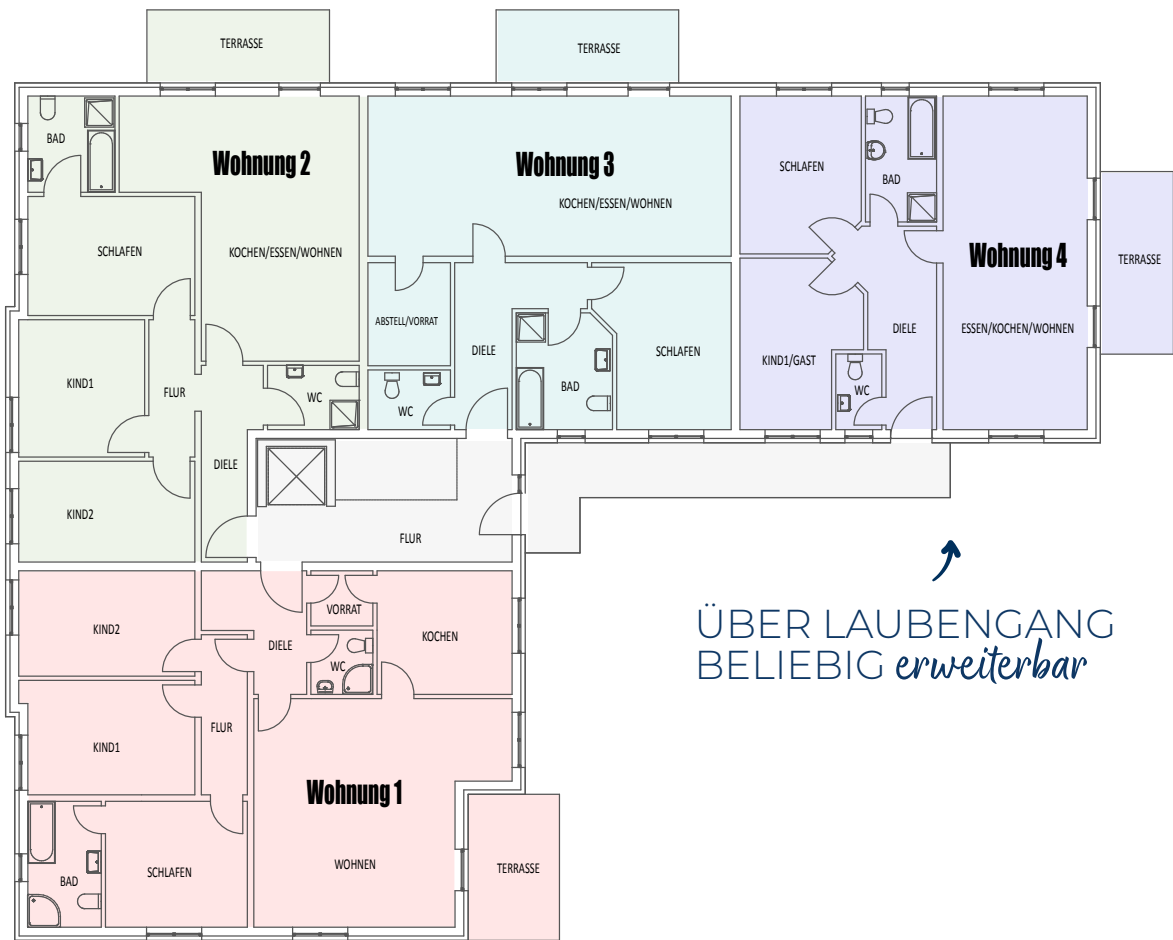 TERRASSE
TERRASSE
BAD
Wohnung 2
Wohnung 3
SCHLAFEN
BAD
KOCHEN/ESSEN/WOHNEN
SCHLAFEN
KOCHEN/ESSEN/WOHNEN
Wohnung 4
TERRASSE
ABSTELL/VORRAT
ESSEN/KOCHEN/WOHNEN
DIELE
DIELE
SCHLAFEN
KIND1/GAST
KIND1
FLUR
WC
WC
BAD
WC
DIELE
KIND2
FLUR
KIND2
VORRAT
KOCHEN
DIELE
WC
ÜBER LAUBENGANG
BELIEBIG erweiterbar
KIND1
FLUR
Wohnung 1
WOHNEN
TERRASSE
SCHLAFEN
BAD